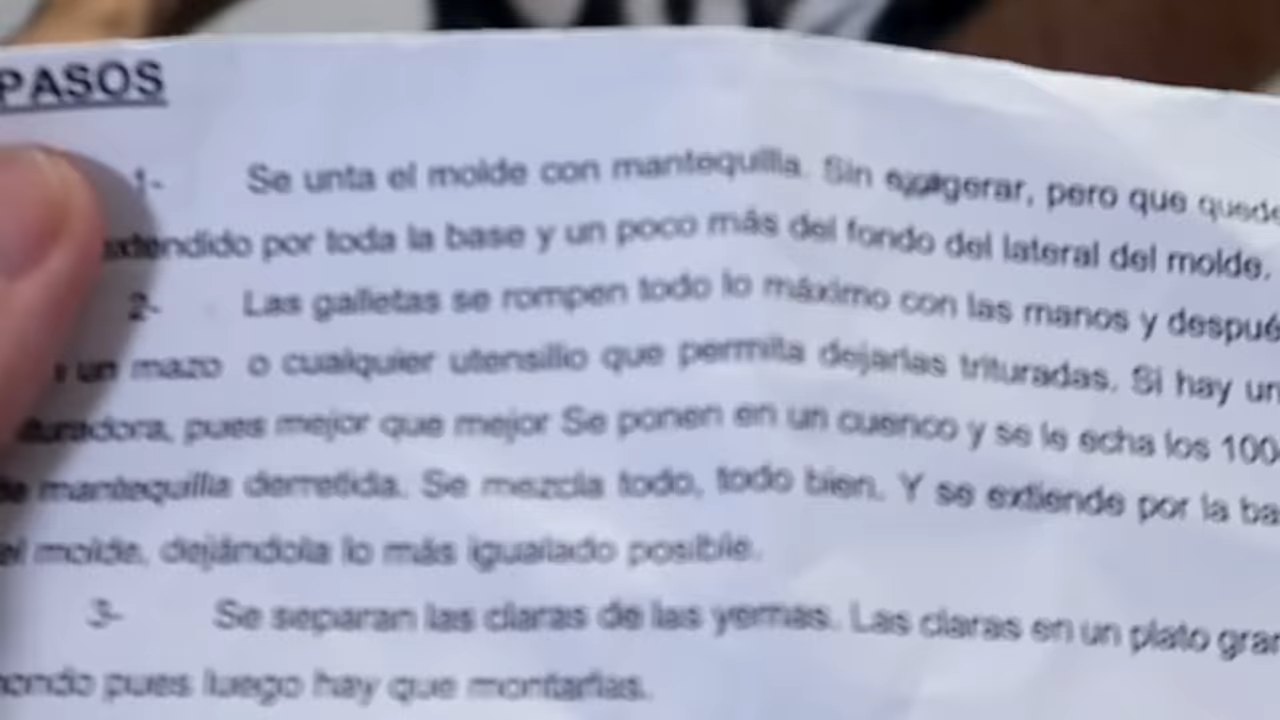 PASOS
1- Se unta el molde con mantequilla. Sin exagerar, pero que quede
extendido por toda la base y un poco más del fondo del lateral del molde.
2- Las galletas se rompen todo lo máximo con las manos y despué
un mazo o cualquier utensilio que permita dejarlas trituradas. Si hay un
turadora, pues mejor que mejor Se ponen en un cuenco y se le echa los 100
de mantequilla derretida. Se mezcla todo, todo bien. Y se extiende por la ba
el molde, dejándola lo más igualado posible.
3- Se separan las claras de las yemas. Las claras en un plato gran
hondo pues luego hay que montarlas.